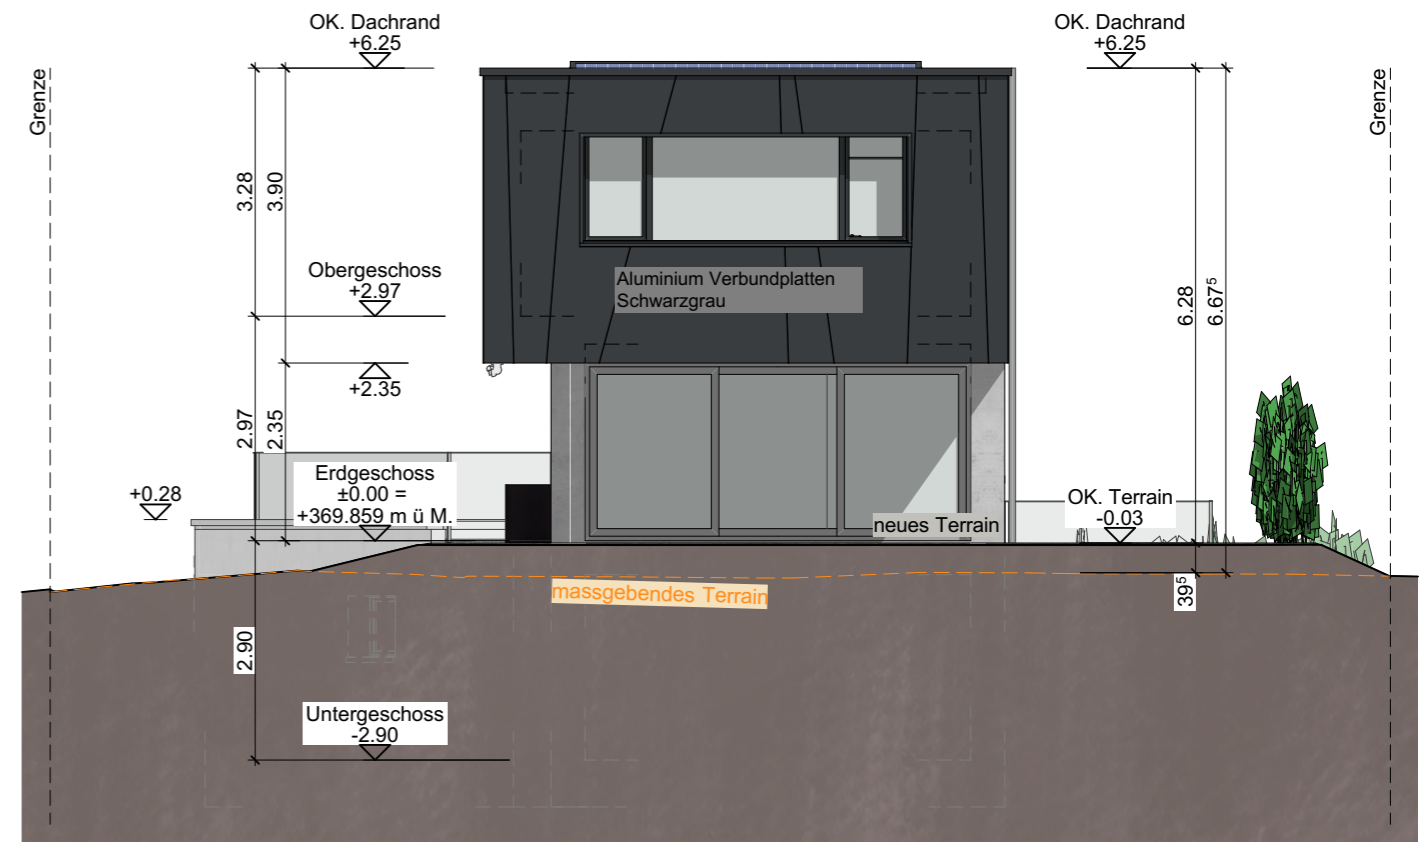 OK. Dachrand
+6.25
OK. Dachrand
+6.25
Grenze
Grenze
3.28
3.90
Obergeschoss
+2.97
Aluminium Verbundplatten
Schwarzgrau
6.28
6.67⁵
+2.35
2.97
2.35
Erdgeschoss
±0.00 =
+369.859 m ü M.
+0.28
OK. Terrain
-0.03
neues Terrain
massgebendes Terrain
39⁵
2.90
Untergeschoss
-2.90